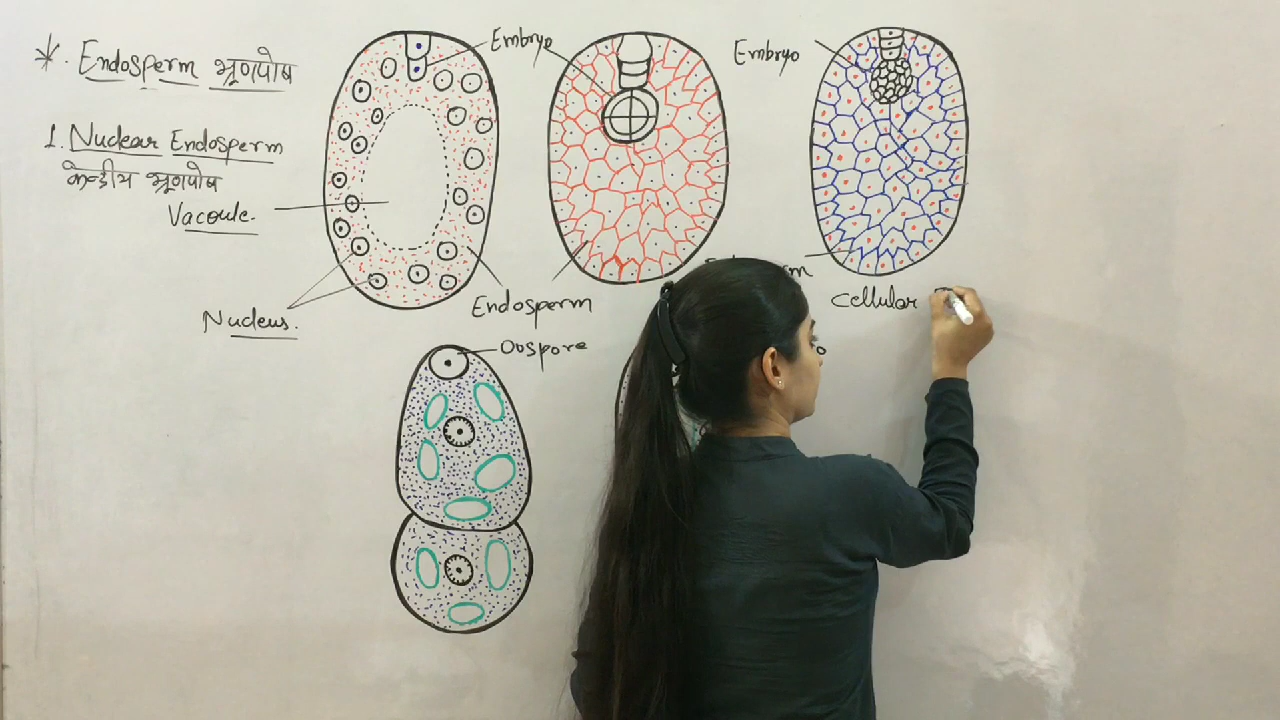 * Endosperm भ्रूणपोष
1. Nuclear Endosperm
केन्द्रीय भ्रूणपोष
Vacoule.
Nucleus.
Embryo
Endosperm
Oospore
Embryo
Cellular